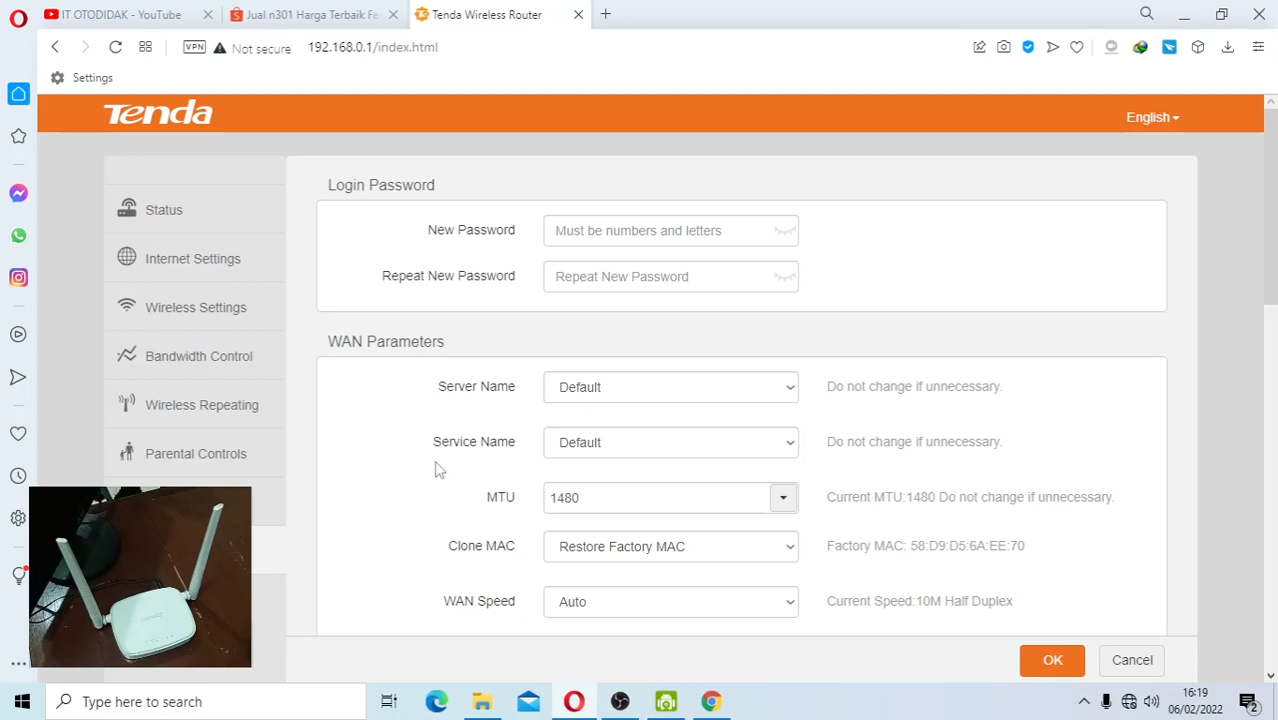 IT OTODIDAK - YouTube
Jual n301 Harga Terbaik Fe
Tenda Wireless Router
VPN
Not secure
192.168.0.1/index.html
Settings
Tenda
English
Status
Internet Settings
Wireless Settings
Bandwidth Control
Wireless Repeating
Parental Controls
Login Password
New Password
Must be numbers and letters
Repeat New Password
Repeat New Password
WAN Parameters
Server Name
Default
Do not change if unnecessary.
Service Name
Default
Do not change if unnecessary.
MTU
1480
Current MTU:1480 Do not change if unnecessary.
Clone MAC
Restore Factory MAC
Factory MAC: 58:D9:D5:6A:EE:70
WAN Speed
Auto
Current Speed:10M Half Duplex
OK
Cancel
Type here to search
16:19
06/02/2022
2